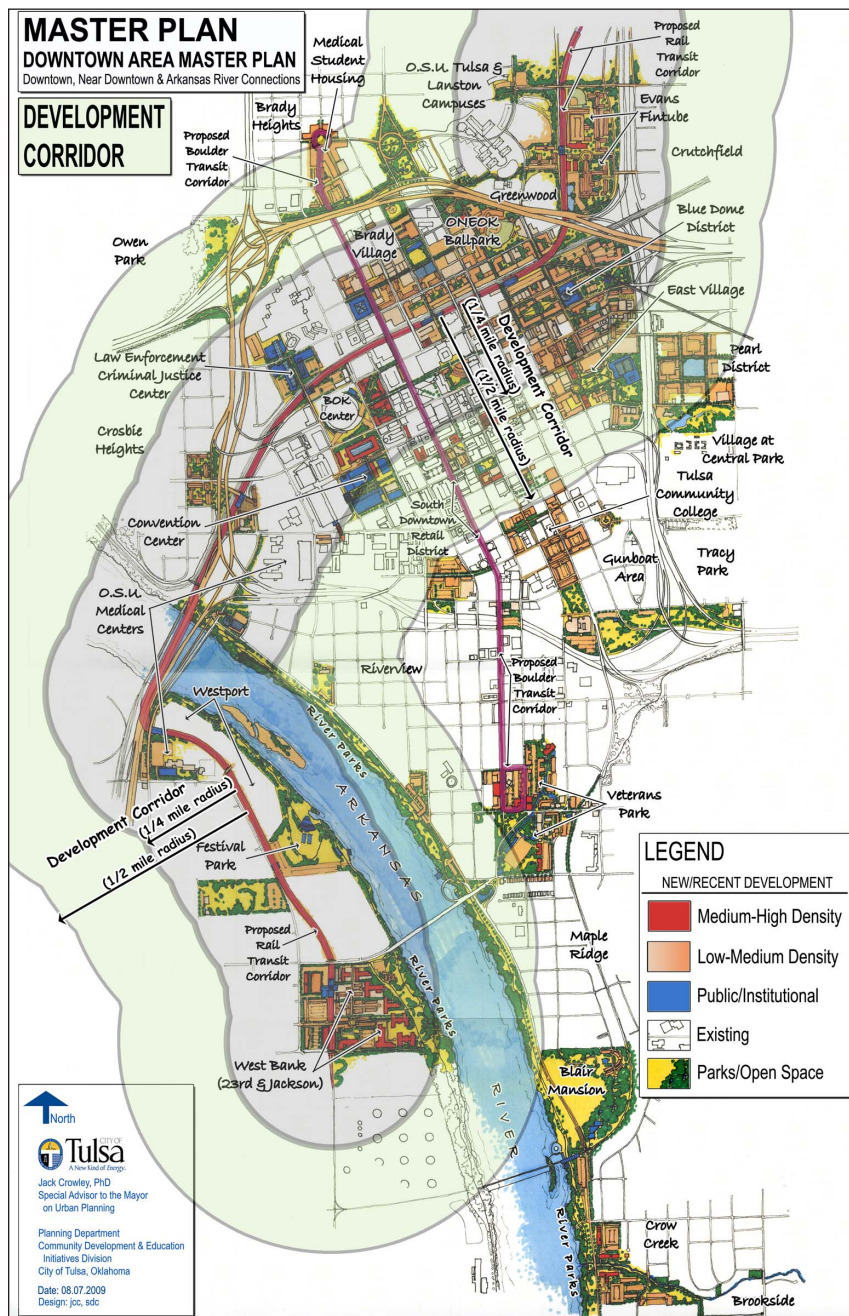 MASTER PLAN
DOWNTOWN AREA MASTER PLAN
Downtown, Near Downtown & Arkansas River Connections
DEVELOPMENT
CORRIDOR
Medical
Student
Housing
Brady
Heights
Proposed
Boulder
Transit
Corridor
O.S.U. Tulsa &
Lanston
Campuses
Proposed
Rail
Transit
Corridor
Evans
Fintube
Crutchfield
Greenwood
Blue Dome
District
ONEOK
Ballpark
Brady
Village
Owen
Park
East Village
Pearl
District
Law Enforcement
Criminal Justice
Center
BOK
Center
Development Corridor
(1/4 mile radius)
(1/2 mile radius)
Crosbie
Heights
Village at
Central Park
Tulsa
Community
College
Convention
Center
South
Downtown
Retail
District
Gunboat
Area
Tracy
Park
O.S.U.
Medical
Centers
Riverview
Proposed
Boulder
Transit
Corridor
Westport
River Parks
ARKANSAS
Veterans
Park
Development Corridor
(1/4 mile radius)
(1/2 mile radius)
Festival
Park
Proposed
Rail
Transit
Corridor
River Parks
Maple
Ridge
West Bank
(23rd & Jackson)
RIVER
Blair
Mansion
River Parks
Crow
Creek
Brookside
LEGEND
NEW/RECENT DEVELOPMENT
Medium-High Density
Low-Medium Density
Public/Institutional
Existing
Parks/Open Space
North
CITY OF
Tulsa
A New Kind of Energy.
Jack Crowley, PhD
Special Advisor to the Mayor
on Urban Planning
Planning Department
Community Development & Education
Initiatives Division
City of Tulsa, Oklahoma
Date: 08.07.2009
Design: jcc, sdc